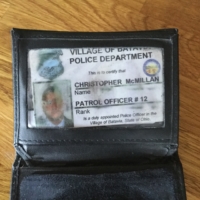 VILLAGE OF BATAVIA
POLICE DEPARTMENT
This is to certify that
CHRISTOPHER McMILLAN
Name
PATROL OFFICER # 12
Rank
is a duly appointed Police Officer in the
Village of Batavia, State of Ohio.